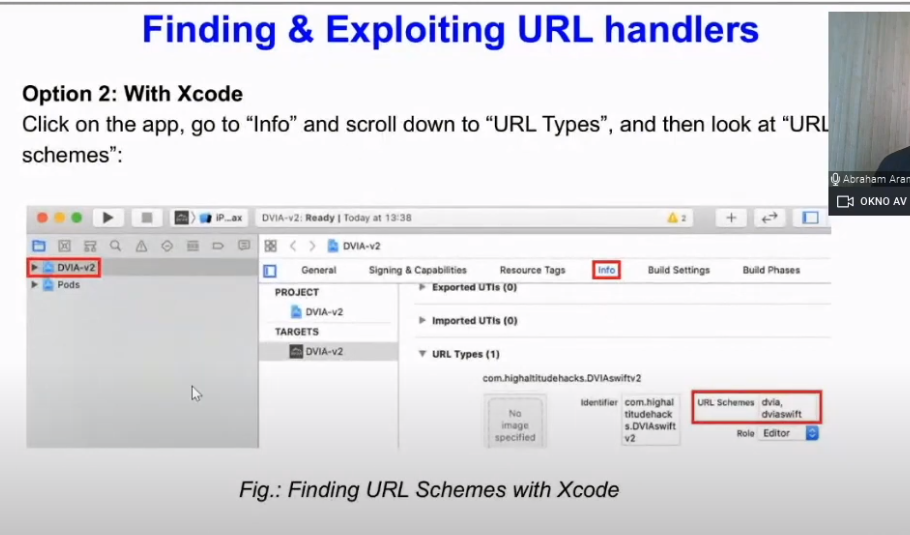 Finding & Exploiting URL handlers
Option 2: With Xcode
Click on the app, go to “Info” and scroll down to “URL Types”, and then look at “URL
schemes”:
Abraham Aran
OKNO AV
iP...ax
DVIA-v2: Ready | Today at 13:38
2
DVIA-v2
DVIA-v2
Pods
General Signing & Capabilities Resource Tags Info Build Settings Build Phases
PROJECT
DVIA-v2
TARGETS
DVIA-v2
Exported UTIs (0)
Imported UTIs (0)
URL Types (1)
com.highaltitudehacks.DVIAswiftv2
No
image
specified
Identifier
com.highal
titudehack
s.DVIAswift
v2
URL Schemes
dvia,
dviaswift
Role Editor
Fig.: Finding URL Schemes with Xcode